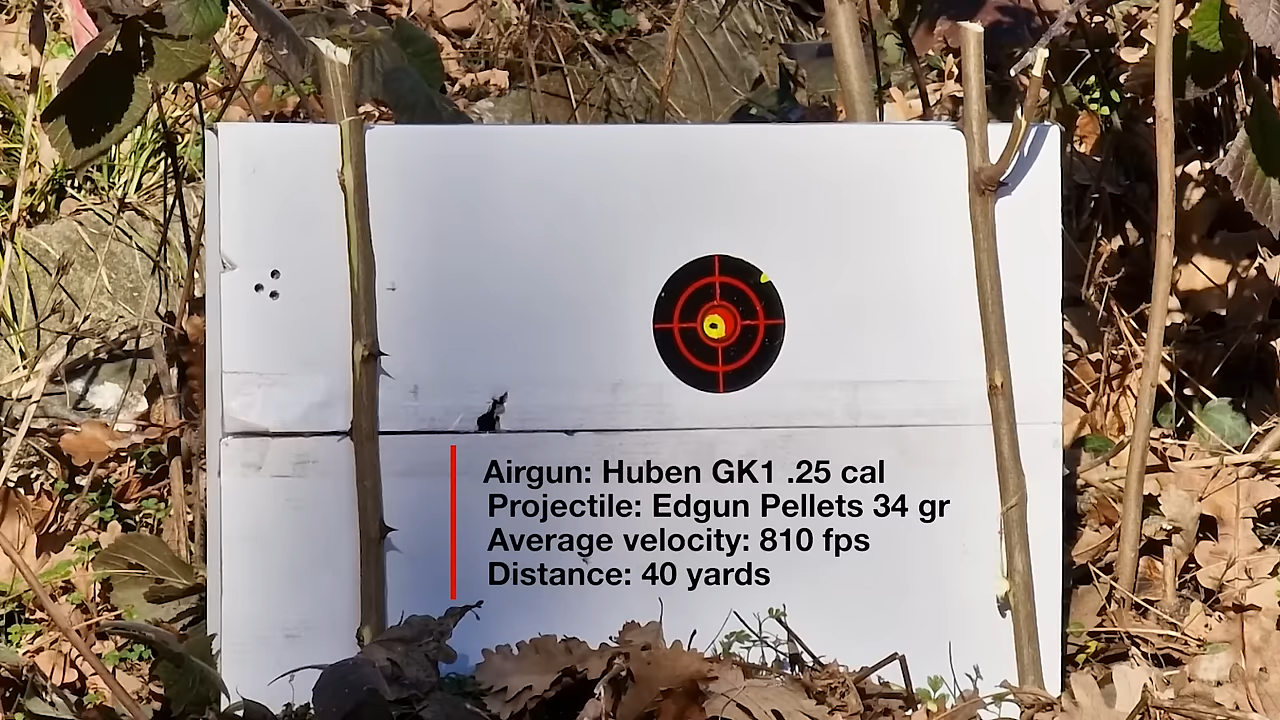 Airgun: Huben GK1 .25 cal
Projectile: Edgun Pellets 34 gr
Average velocity: 810 fps
Distance: 40 yards